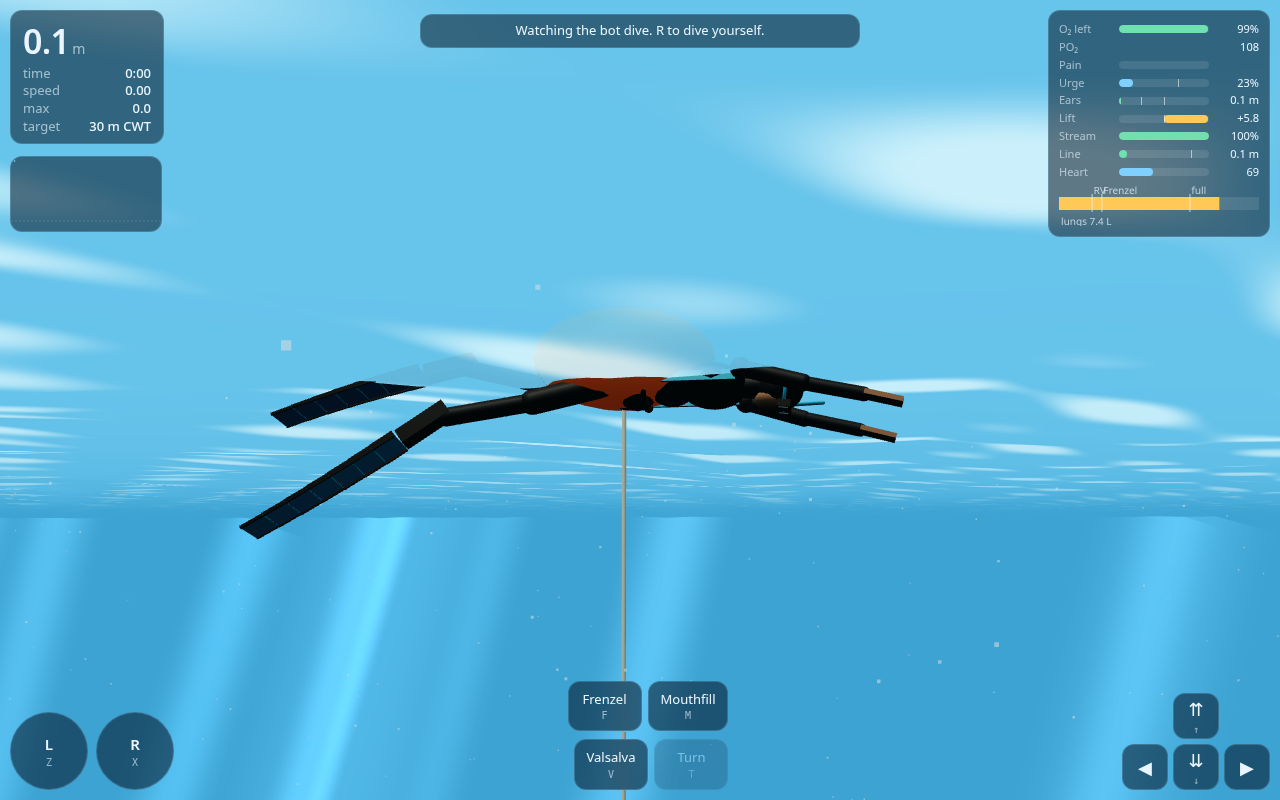 0.1 m
time 0:00
speed 0.00
max 0.0
target 30 m CWT
Watching the bot dive. R to dive yourself.
O₂ left 99%
PO₂ 108
Pain
Urge 23%
Ears 0.1 m
Lift +5.8
Stream 100%
Line 0.1 m
Heart 69
RV Frenzel full
lungs 7.4 L
L
Z
R
X
Frenzel
F
Mouthfill
M
Valsalva
V
Turn
T
⇈
↑
◀
⇊
↓
▶